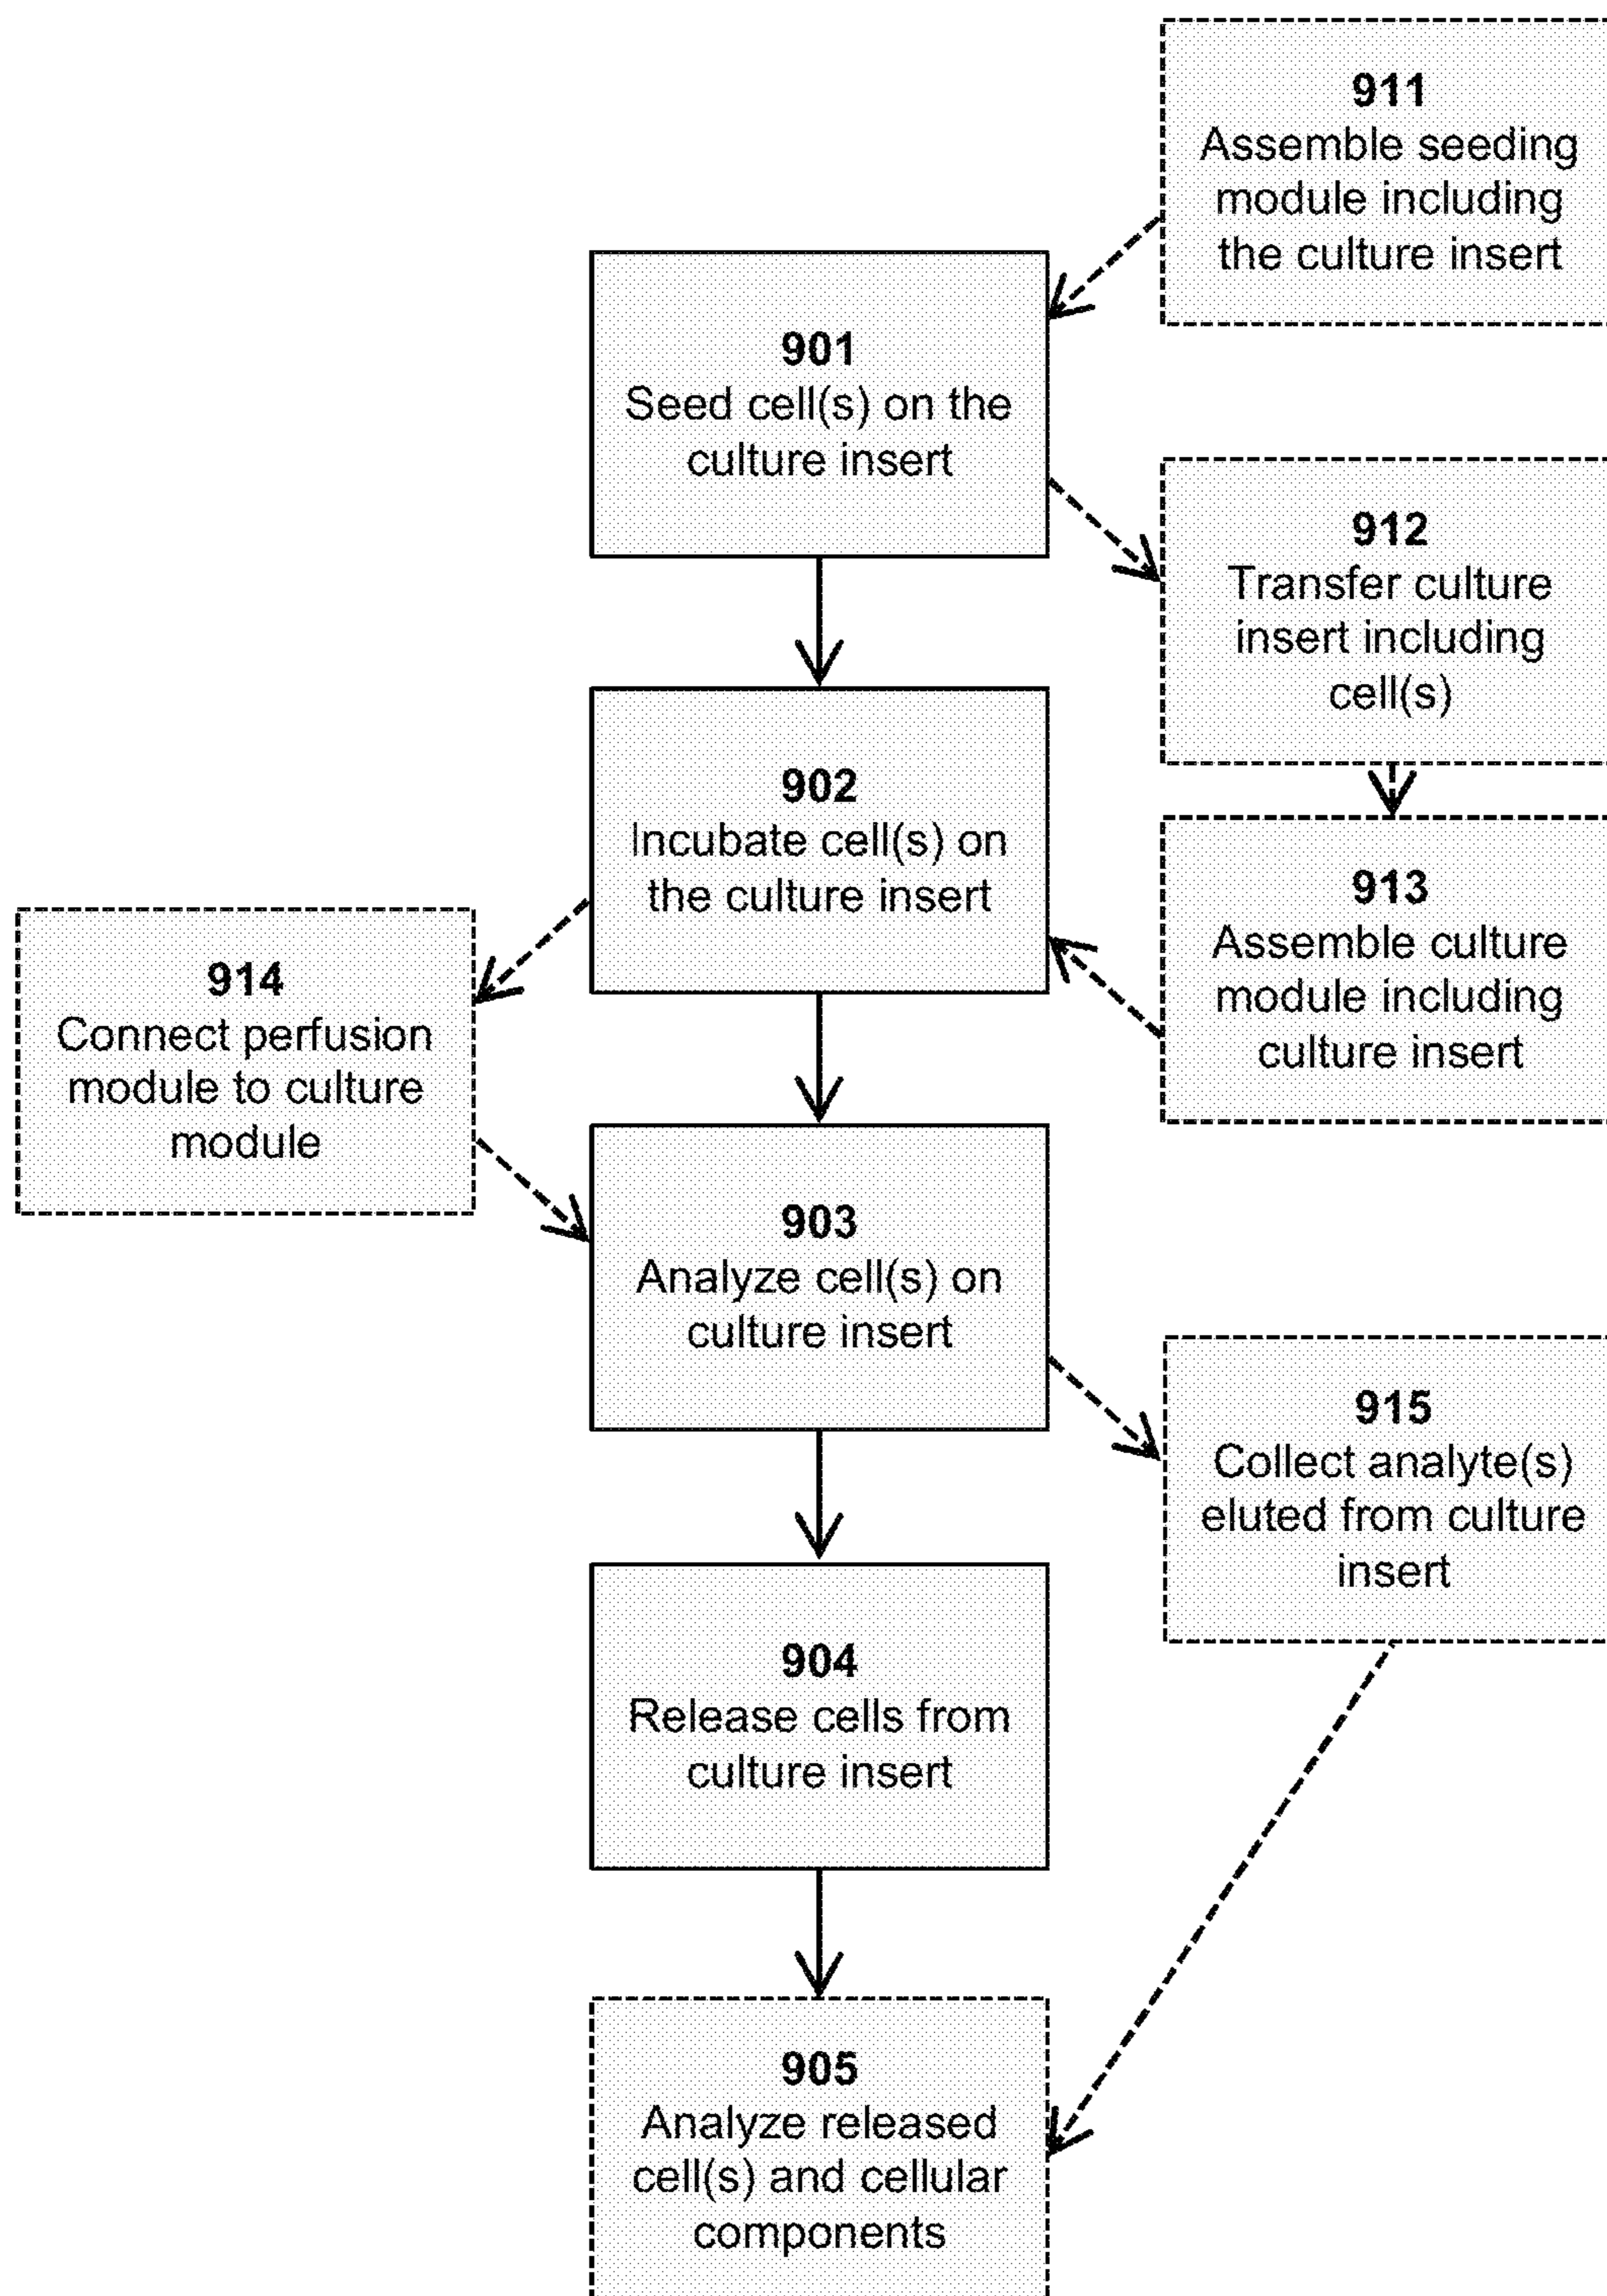 911
Assemble seeding
module including
the culture insert
901
Seed cell(s) on the
culture insert
912
Transfer culture
insert including
cell(s)
902
Incubate cell(s) on
the culture insert
913
Assemble culture
module including
culture insert
914
Connect perfusion
module to culture
module
903
Analyze cell(s) on
culture insert
915
Collect analyte(s)
eluted from culture
insert
904
Release cells from
culture insert
905
Analyze released
cell(s) and cellular
components